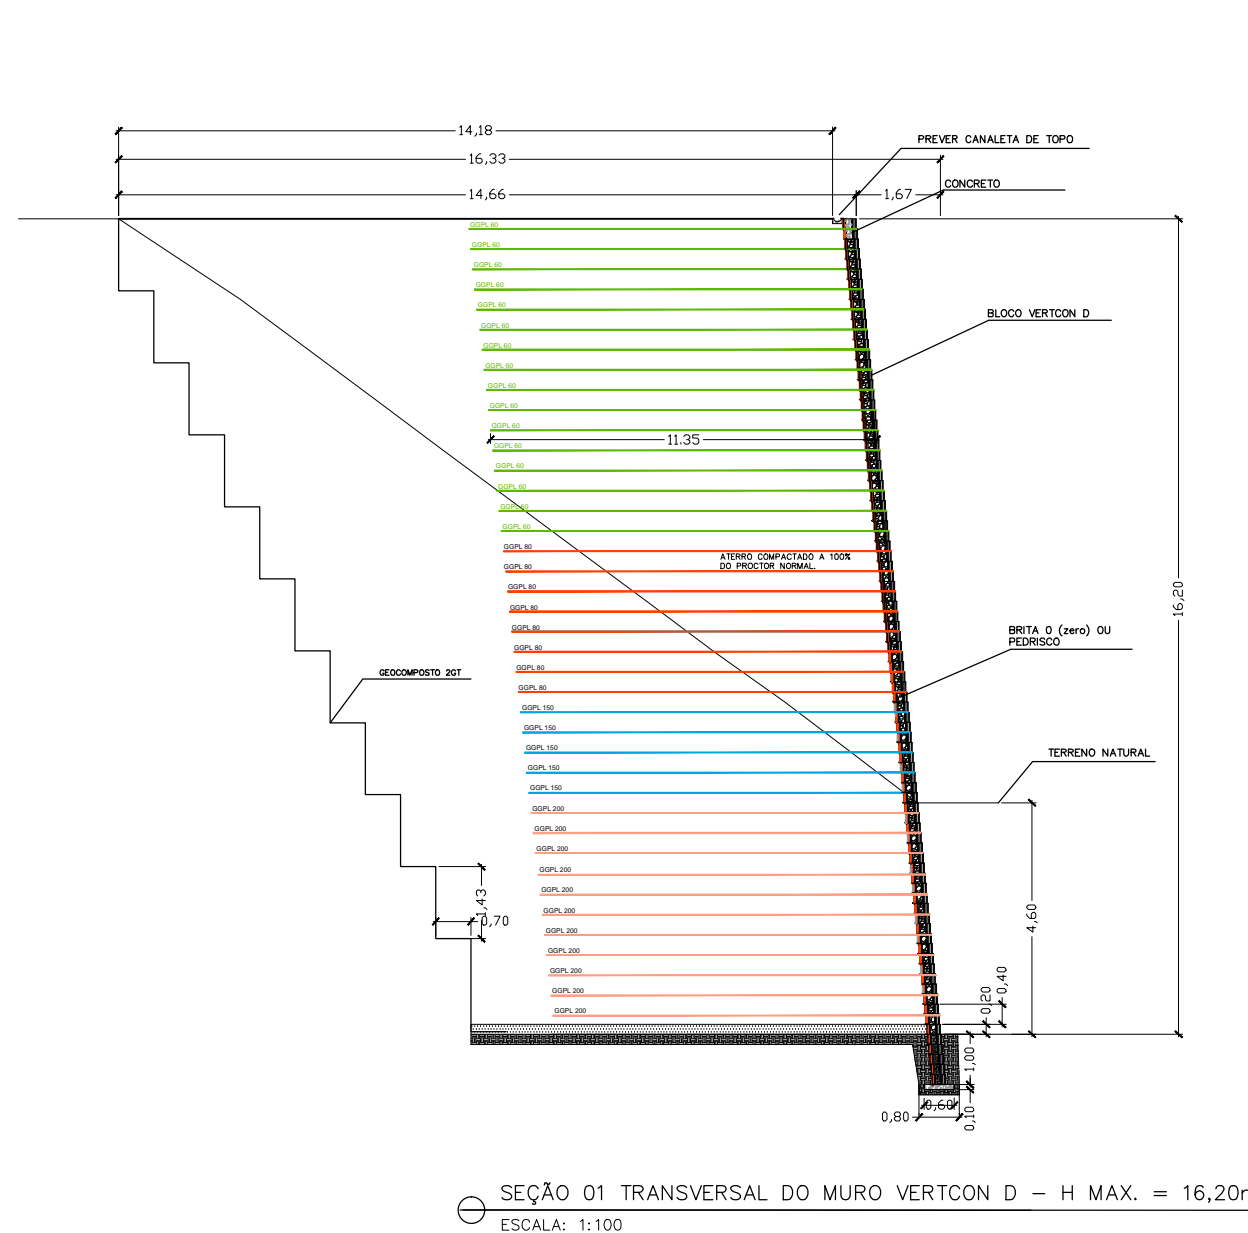 14,18
PREVER CANALETA DE TOPO
16,33
CONCRETO
14,66
1,67
GGPL 60
GGPL 60
GGPL 60
GGPL 60
GGPL 60
BLOCO VERTCON D
GGPL 60
GGPL 60
GGPL 60
GGPL 60
GGPL 60
GGPL 60
11.35
GGPL 60
GGPL 60
GGPL 60
GGPL 60
GGPL 60
GGPL 80
ATERRO COMPACTADO A 100%
DO PROCTOR NORMAL.
GGPL 80
GGPL 80
16,20
GGPL 80
GGPL 80
BRITA 0 (zero) OU
PEDRISCO
GGPL 80
GGPL 80
GEOCOMPOSTO 2GT
GGPL 80
GGPL 150
GGPL 150
GGPL 150
TERRENO NATURAL
GGPL 150
GGPL 150
GGPL 200
GGPL 200
GGPL 200
GGPL 200
GGPL 200
1,43
0,70
GGPL 200
4,60
GGPL 200
GGPL 200
GGPL 200
0,40
GGPL 200
0,20
GGPL 200
1,00
0,60
0,80
0,10
SEÇÃO 01 TRANSVERSAL DO MURO VERTCON D – H MAX. = 16,20m
ESCALA: 1:100